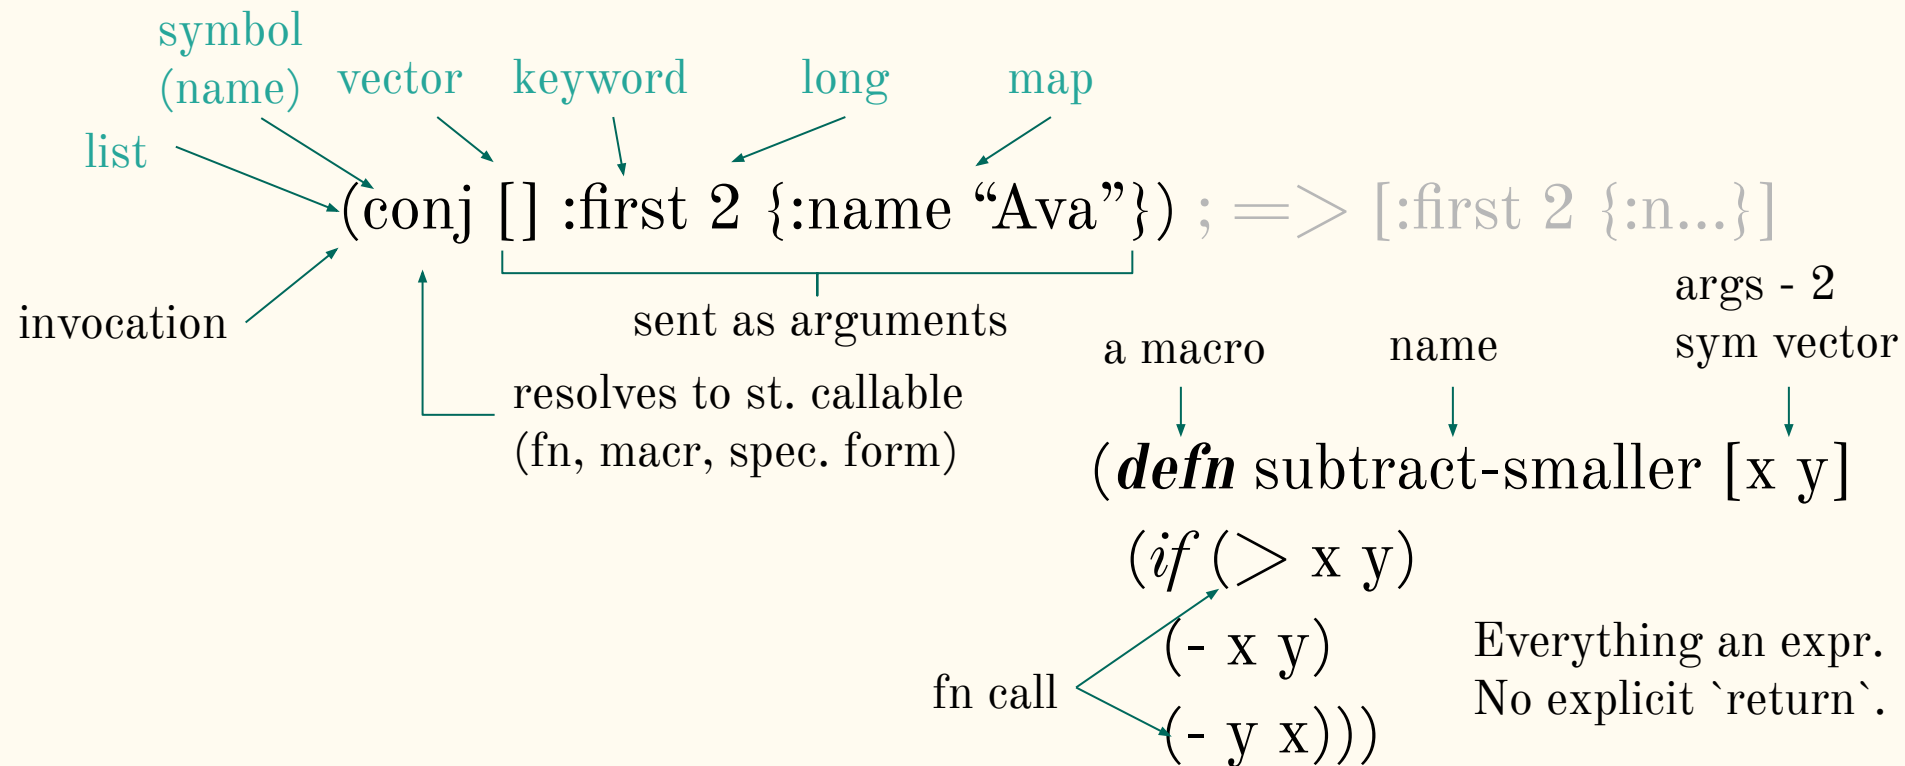 symbol
(name)
vector
keyword
long
map
list
(conj [] :first 2 {:name “Ava”}) ; => [:first 2 {:n...}]
invocation
sent as arguments
resolves to st. callable
(fn, macr, spec. form)
a macro
name
args - 2
sym vector
(defn subtract-smaller [x y]
(if (> x y)
(- x y)
(- y x)))
fn call
Everything an expr.
No explicit `return`.